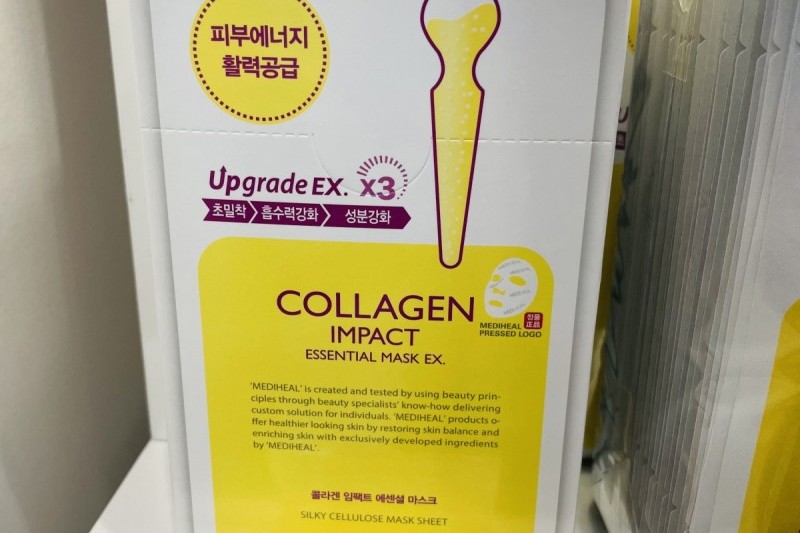 피부에너지
활력공급
Upgrade EX. x3
초밀착 흡수력강화 성분강화
COLLAGEN
IMPACT
ESSENTIAL MASK EX.
MEDIHEAL
PRESSED LOGO
정품
正品
'MEDIHEAL' is created and tested by using beauty prin-
ciples through beauty specialists' know-how delivering
custom solution for individuals. 'MEDIHEAL' products o-
ffer healthier looking skin by restoring skin balance and
enriching skin with exclusively developed ingredients
by 'MEDIHEAL'.
콜라겐 임팩트 에센셜 마스크
SILKY CELLULOSE MASK SHEET